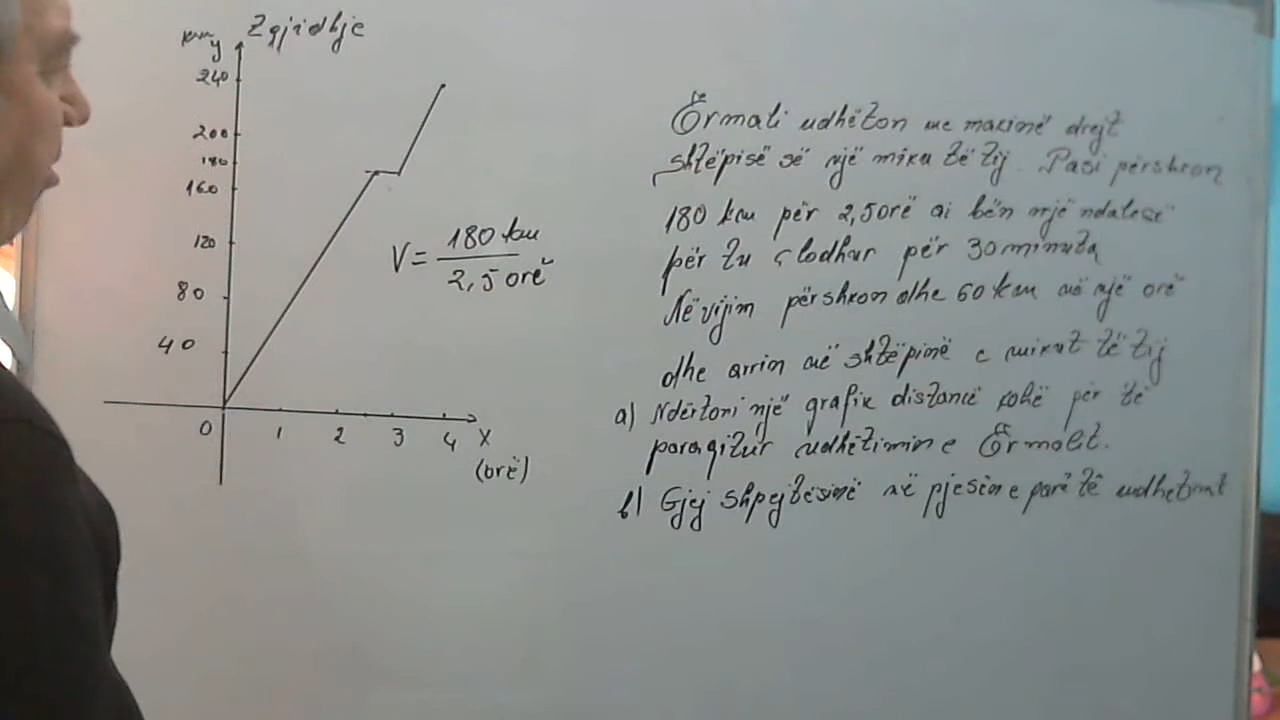 Zgjidhje
km y
240
200
180
160
120
80
40
0 1 2 3 4 x
(orë)
V = 180 km / 2,5 orë
Ermali udhëton me makinë drejt
shtëpisë së një miku të tij. Pasi përshkon
180 km për 2,5 orë ai bën një ndalesë
për tu çlodhur për 30 minuta
Në vijim përshkon dhe 60 km në një orë
dhe arrin në shtëpinë e mikut të tij
a) Ndërtoni një grafik distancë kohë për të
paraqitur udhëtimin e Ermalit.
b) Gjej shpejtësinë në pjesën e parë të udhetimit